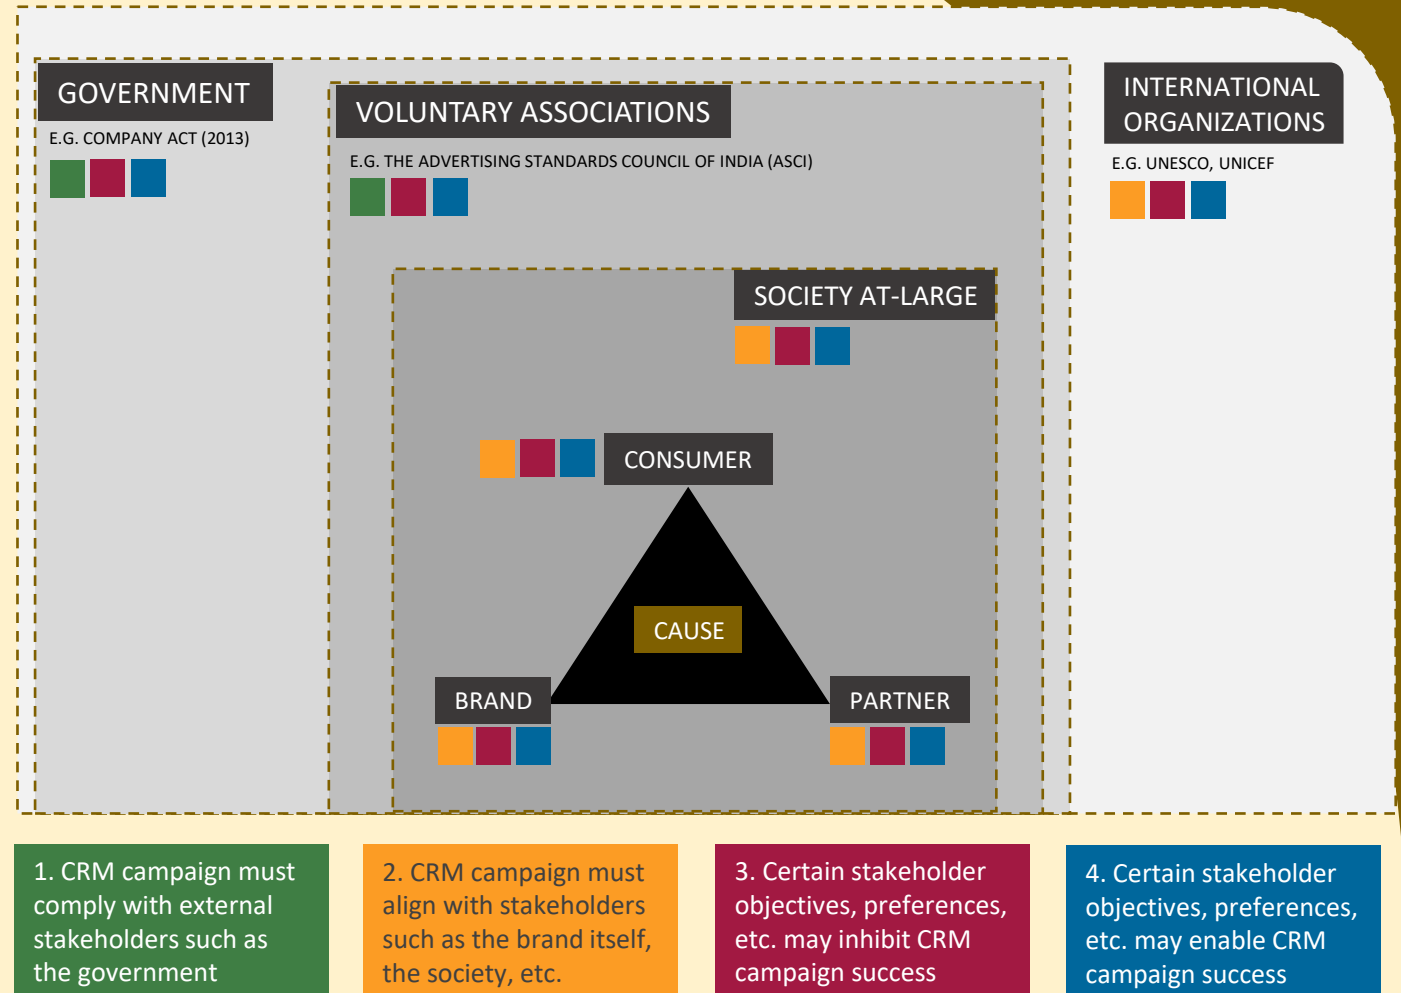 GOVERNMENT
E.G. COMPANY ACT (2013)
VOLUNTARY ASSOCIATIONS
E.G. THE ADVERTISING STANDARDS COUNCIL OF INDIA (ASCI)
INTERNATIONAL
ORGANIZATIONS
E.G. UNESCO, UNICEF
SOCIETY AT-LARGE
CONSUMER
CAUSE
BRAND
PARTNER
1. CRM campaign must
comply with external
stakeholders such as
the government
2. CRM campaign must
align with stakeholders
such as the brand itself,
the society, etc.
3. Certain stakeholder
objectives, preferences,
etc. may inhibit CRM
campaign success
4. Certain stakeholder
objectives, preferences,
etc. may enable CRM
campaign success